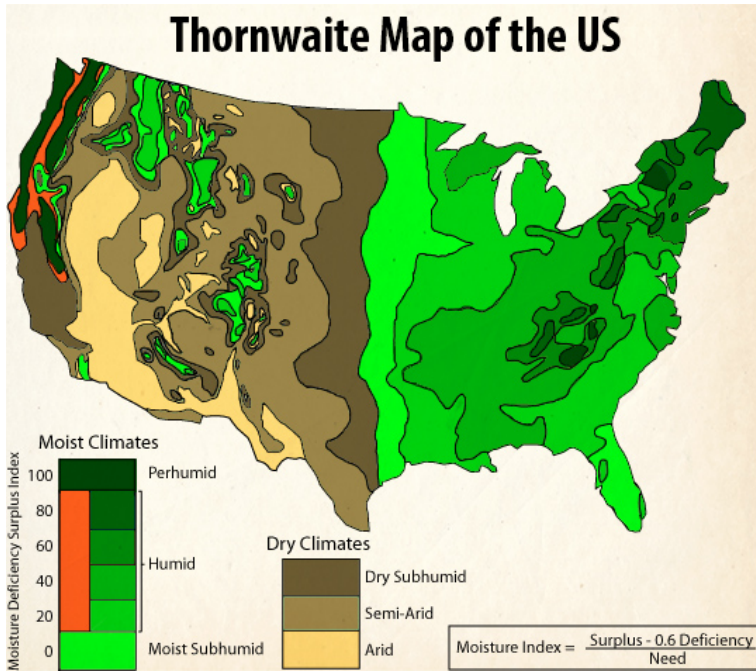 Thornwaite Map of the US
Moist Climates
Moisture Deficiency Surplus Index
100
80
60
40
20
0
Perhumid
Humid
Moist Subhumid
Dry Climates
Dry Subhumid
Semi-Arid
Arid
Moisture Index = Surplus - 0.6 Deficiency
Need